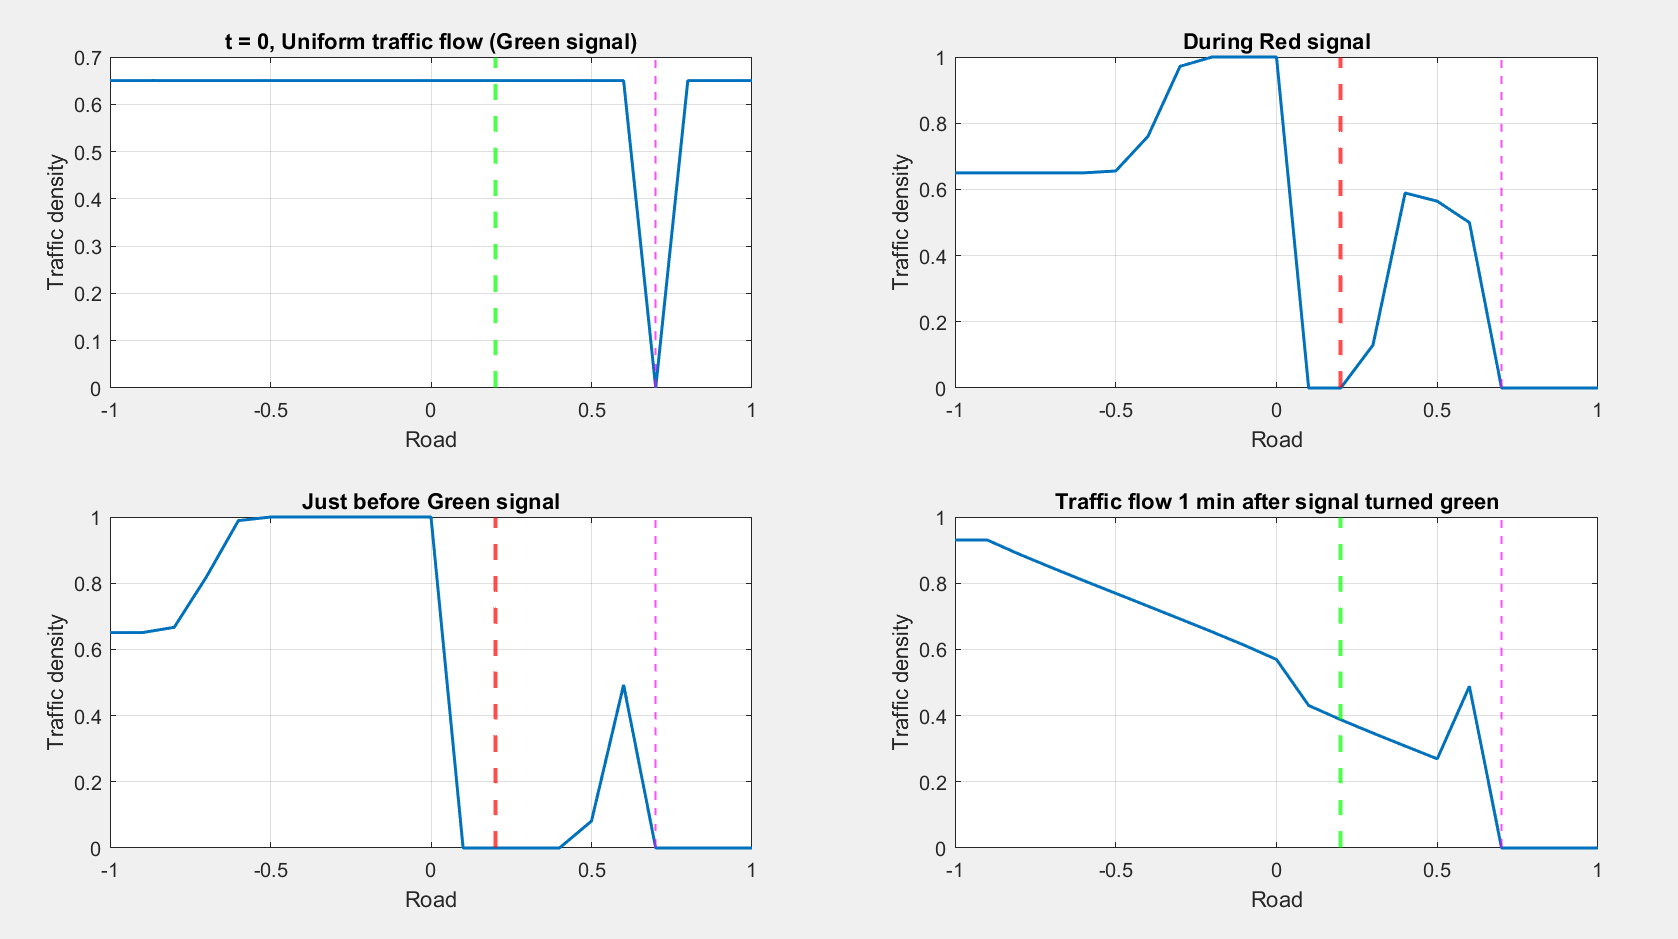 t = 0, Uniform traffic flow (Green signal)
0.7
0.6
0.5
0.4
0.3
0.2
0.1
0
Traffic density
-1 -0.5 0 0.5 1
Road
During Red signal
1
0.8
0.6
0.4
0.2
0
Traffic density
-1 -0.5 0 0.5 1
Road
Just before Green signal
1
0.8
0.6
0.4
0.2
0
Traffic density
-1 -0.5 0 0.5 1
Road
Traffic flow 1 min after signal turned green
1
0.8
0.6
0.4
0.2
0
Traffic density
-1 -0.5 0 0.5 1
Road